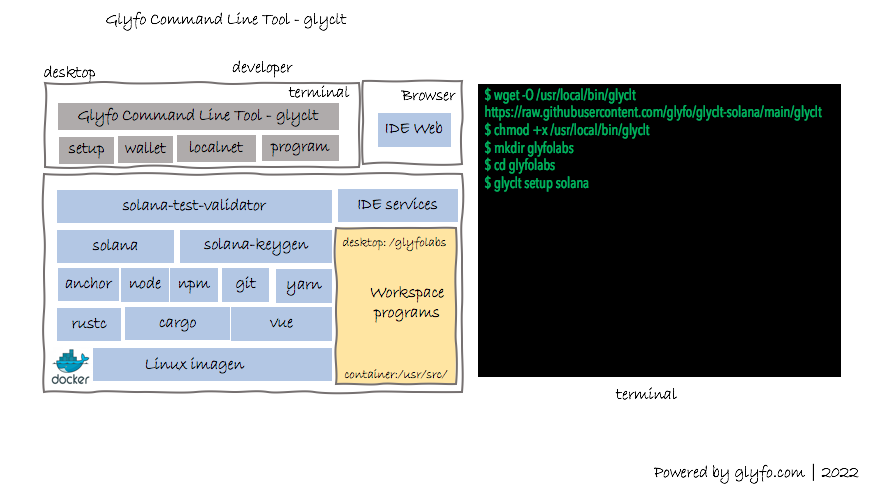 Glyfo Command Line Tool - glyclt
desktop
developer
terminal
Glyfo Command Line Tool - glyclt
setup
wallet
localnet
program
Browser
IDE Web
solana-test-validator
IDE services
solana
solana-keygen
desktop: /glyfolabs
anchor
node
npm
git
yarn
Workspace
programs
rustc
cargo
vue
docker
Linux imagen
container:/usr/src/
$ wget -O /usr/local/bin/glyclt
https://raw.githubusercontent.com/glyfo/glyclt-solana/main/glyclt
$ chmod +x /usr/local/bin/glyclt
$ mkdir glyfolabs
$ cd glyfolabs
$ glyclt setup solana
terminal
Powered by glyfo.com | 2022